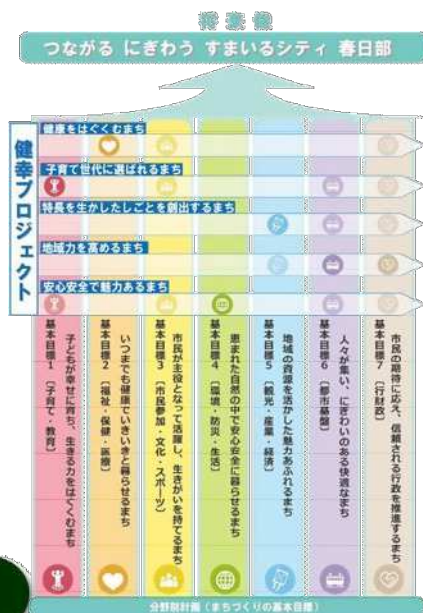 将来像
つながる にぎわう すまいるシティ 春日部
健幸プロジェクト
健康をはぐくむまち
子育て世代に選ばれるまち
特長を生かしたしごとを創出するまち
地域力を高めるまち
安心安全で魅力あるまち
基本目標1 [子育て・教育]
子どもが幸せに育ち、生きる力をはぐくむまち
基本目標2 [福祉・保健・医療]
いつまでも健康でいきいきと暮らせるまち
基本目標3 [市民参加・文化・スポーツ]
市民が主役となって活躍し、生きがいを持てるまち
基本目標4 [環境・防災・生活]
恵まれた自然の中で安心安全に暮らせるまち
基本目標5 [観光・産業・経済]
地域の資源を活かした魅力あふれるまち
基本目標6 [都市基盤]
人々が集い、にぎわいのある快適なまち
基本目標7 [行財政]
市民の期待に応え、信頼される行政を推進するまち
分野別計画（まちづくりの基本目標）